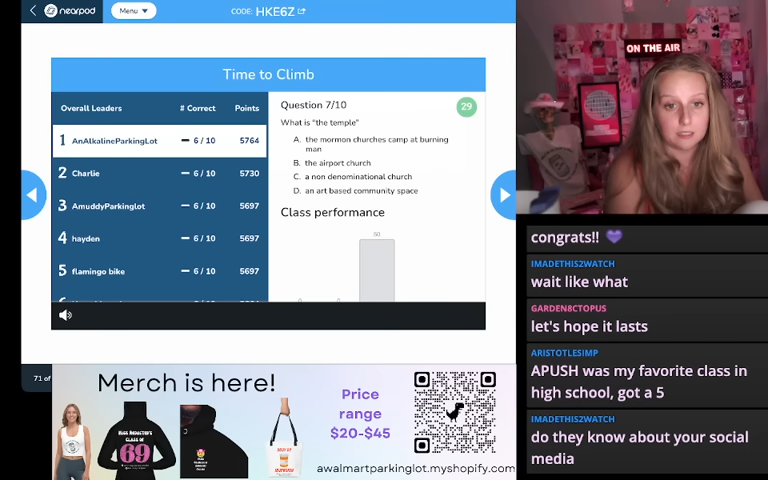 nearpod
Menu
CODE: HKE6Z
ON THE AIR
Time to Climb
Overall Leaders # Correct Points
1 AnAlkalineParkingLot 6 / 10 5764
2 Charlie 6 / 10 5730
3 AmuddyParkinglot 6 / 10 5697
4 hayden 6 / 10 5697
5 flamingo bike 6 / 10 5697
Question 7/10
29
What is "the temple"
A. the mormon churches camp at burning
man
B. the airport church
C. a non denominational church
D. an art based community space
Class performance
congrats!! 💜
IMADETHIS2WATCH
wait like what
GARDEN8CTOPUS
let's hope it lasts
ARISTOTLESIMP
APUSH was my favorite class in
high school, got a 5
IMADETHIS2WATCH
do they know about your social
media
71 of
Merch is here!
Price
range
$20-$45
CLASS OF
69
awalmartparkinglot.myshopify.com